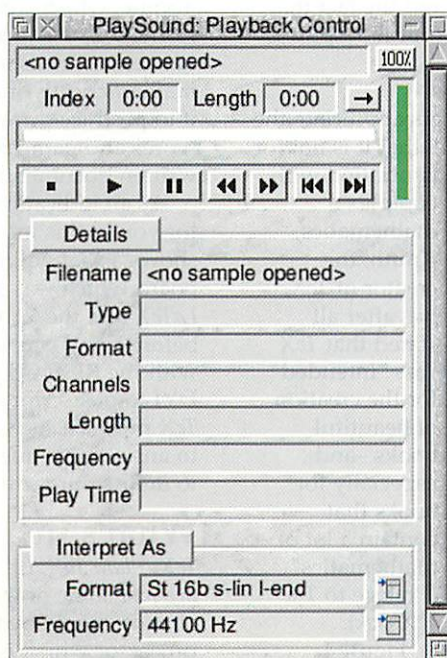 PlaySound: Playback Control
<no sample opened> 100%
Index 0:00 Length 0:00
Details
Filename <no sample opened>
Type
Format
Channels
Length
Frequency
Play Time
Interpret As
Format St 16b s-lin l-end
Frequency 44100 Hz